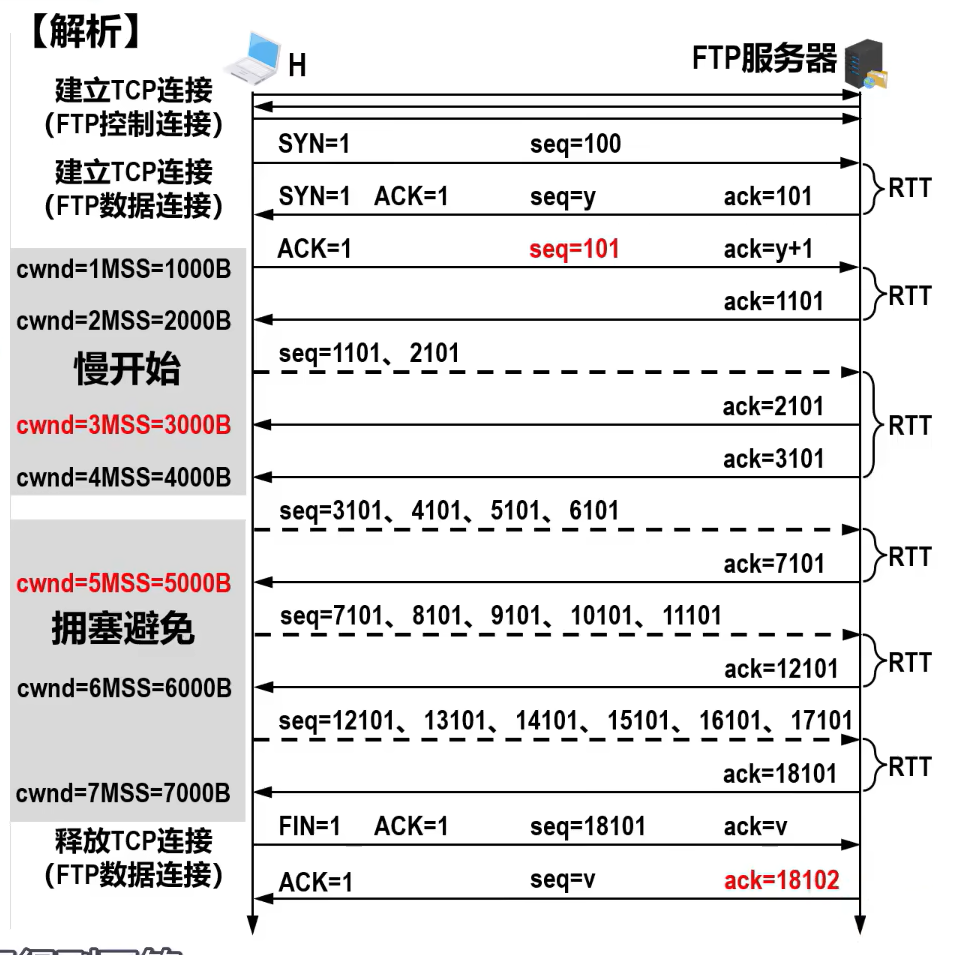 【解析】
H
FTP服务器
建立TCP连接
(FTP控制连接)
SYN=1 seq=100
建立TCP连接
(FTP数据连接)
RTT
SYN=1 ACK=1 seq=y ack=101
ACK=1 seq=101 ack=y+1
cwnd=1MSS=1000B
RTT
ack=1101
cwnd=2MSS=2000B
seq=1101、2101
慢开始
ack=2101
cwnd=3MSS=3000B
RTT
ack=3101
cwnd=4MSS=4000B
seq=3101、4101、5101、6101
RTT
ack=7101
cwnd=5MSS=5000B
seq=7101、8101、9101、10101、11101
拥塞避免
RTT
ack=12101
cwnd=6MSS=6000B
seq=12101、13101、14101、15101、16101、17101
RTT
ack=18101
cwnd=7MSS=7000B
FIN=1 ACK=1 seq=18101 ack=v
释放TCP连接
(FTP数据连接)
ACK=1 seq=v ack=18102